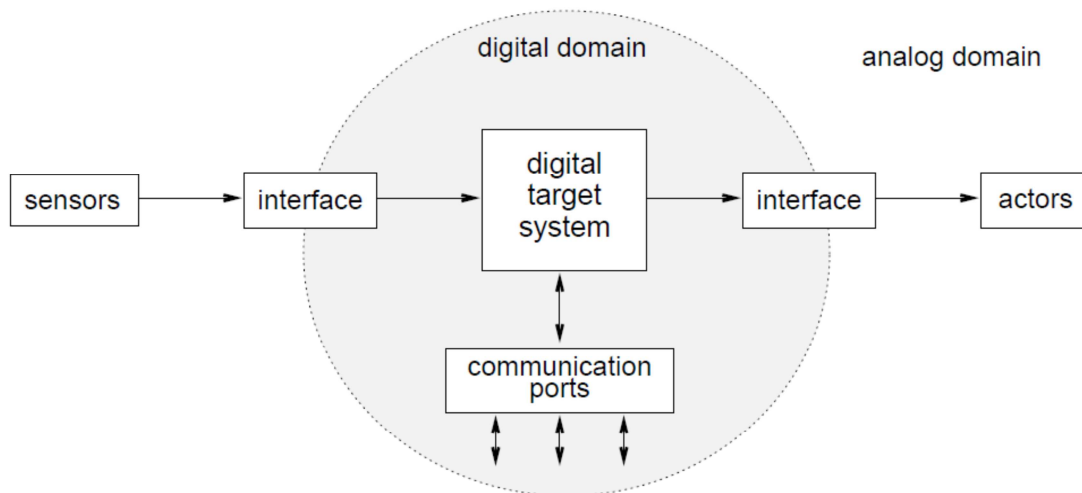 digital domain
analog domain
sensors
interface
digital
target
system
interface
actors
communication
ports